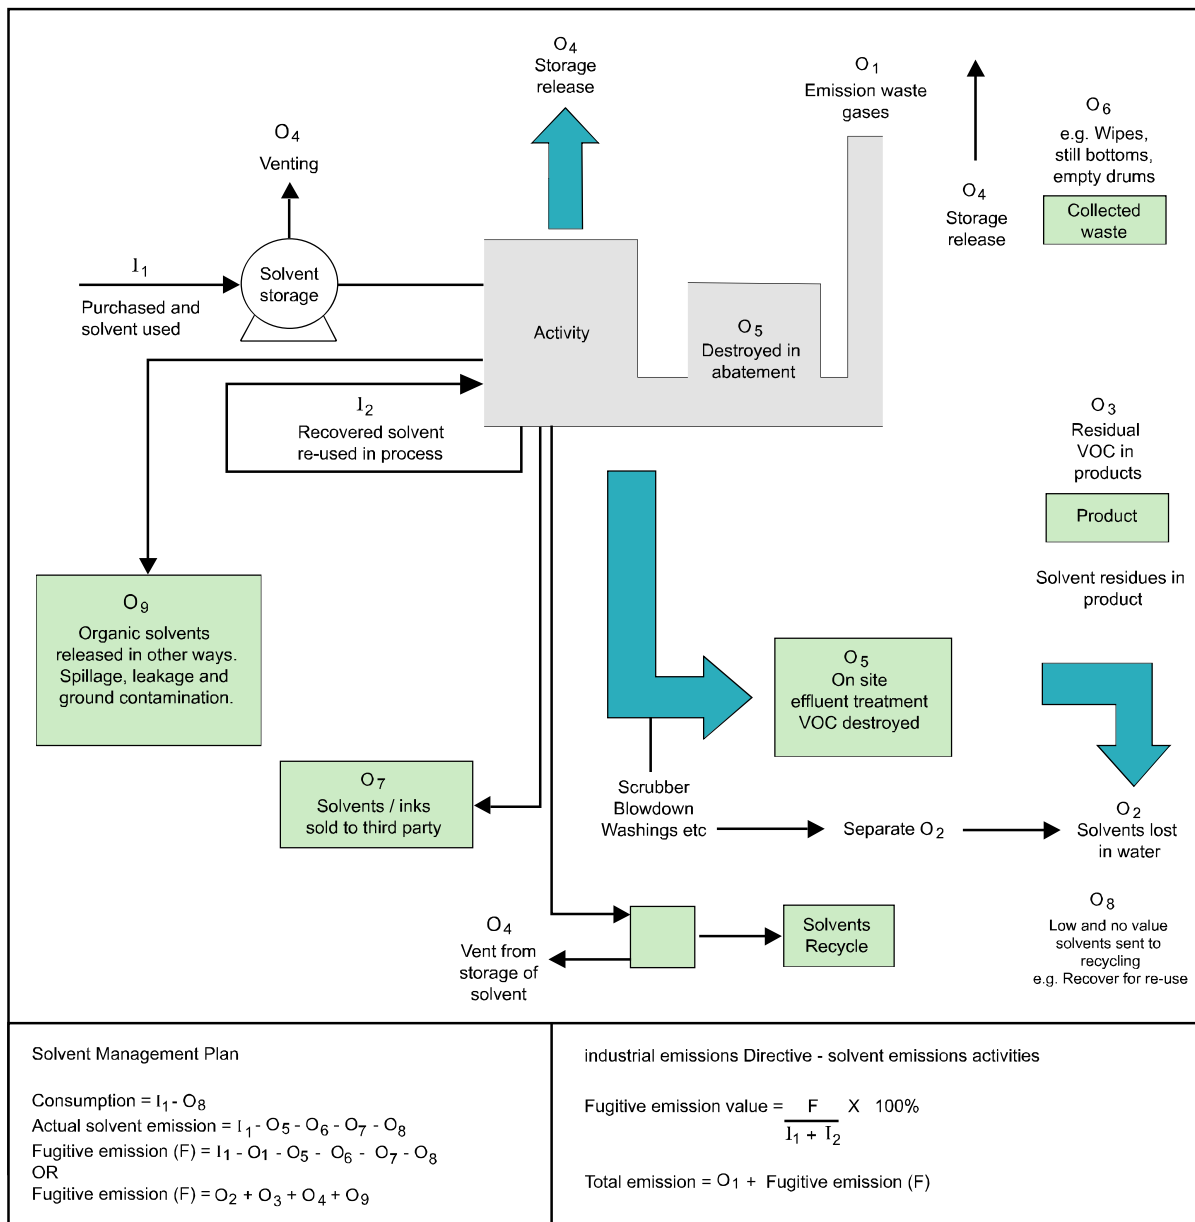 O4
Storage
release
O1
Emission waste
gases
O6
e.g. Wipes,
still bottoms,
empty drums
Collected
waste
O4
Venting
O4
Storage
release
I1
Purchased and
solvent used
Solvent
storage
Activity
O5
Destroyed in
abatement
I2
Recovered solvent
re-used in process
O3
Residual
VOC in
products
Product
Solvent residues in
product
O9
Organic solvents
released in other ways.
Spillage, leakage and
ground contamination.
O5
On site
effluent treatment
VOC destroyed
O7
Solvents / inks
sold to third party
Scrubber
Blowdown
Washings etc
Separate O2
O2
Solvents lost
in water
O4
Vent from
storage of
solvent
Solvents
Recycle
O8
Low and no value
solvents sent to
recycling
e.g. Recover for re-use
Solvent Management Plan
Consumption = I1 - O8
Actual solvent emission = I1 - O5 - O6 - O7 - O8
Fugitive emission (F) = I1 - O1 - O5 - O6 - O7 - O8
OR
Fugitive emission (F) = O2 + O3 + O4 + O9
industrial emissions Directive - solvent emissions activities
Fugitive emission value = F X 100%
I1 + I2
Total emission = O1 + Fugitive emission (F)